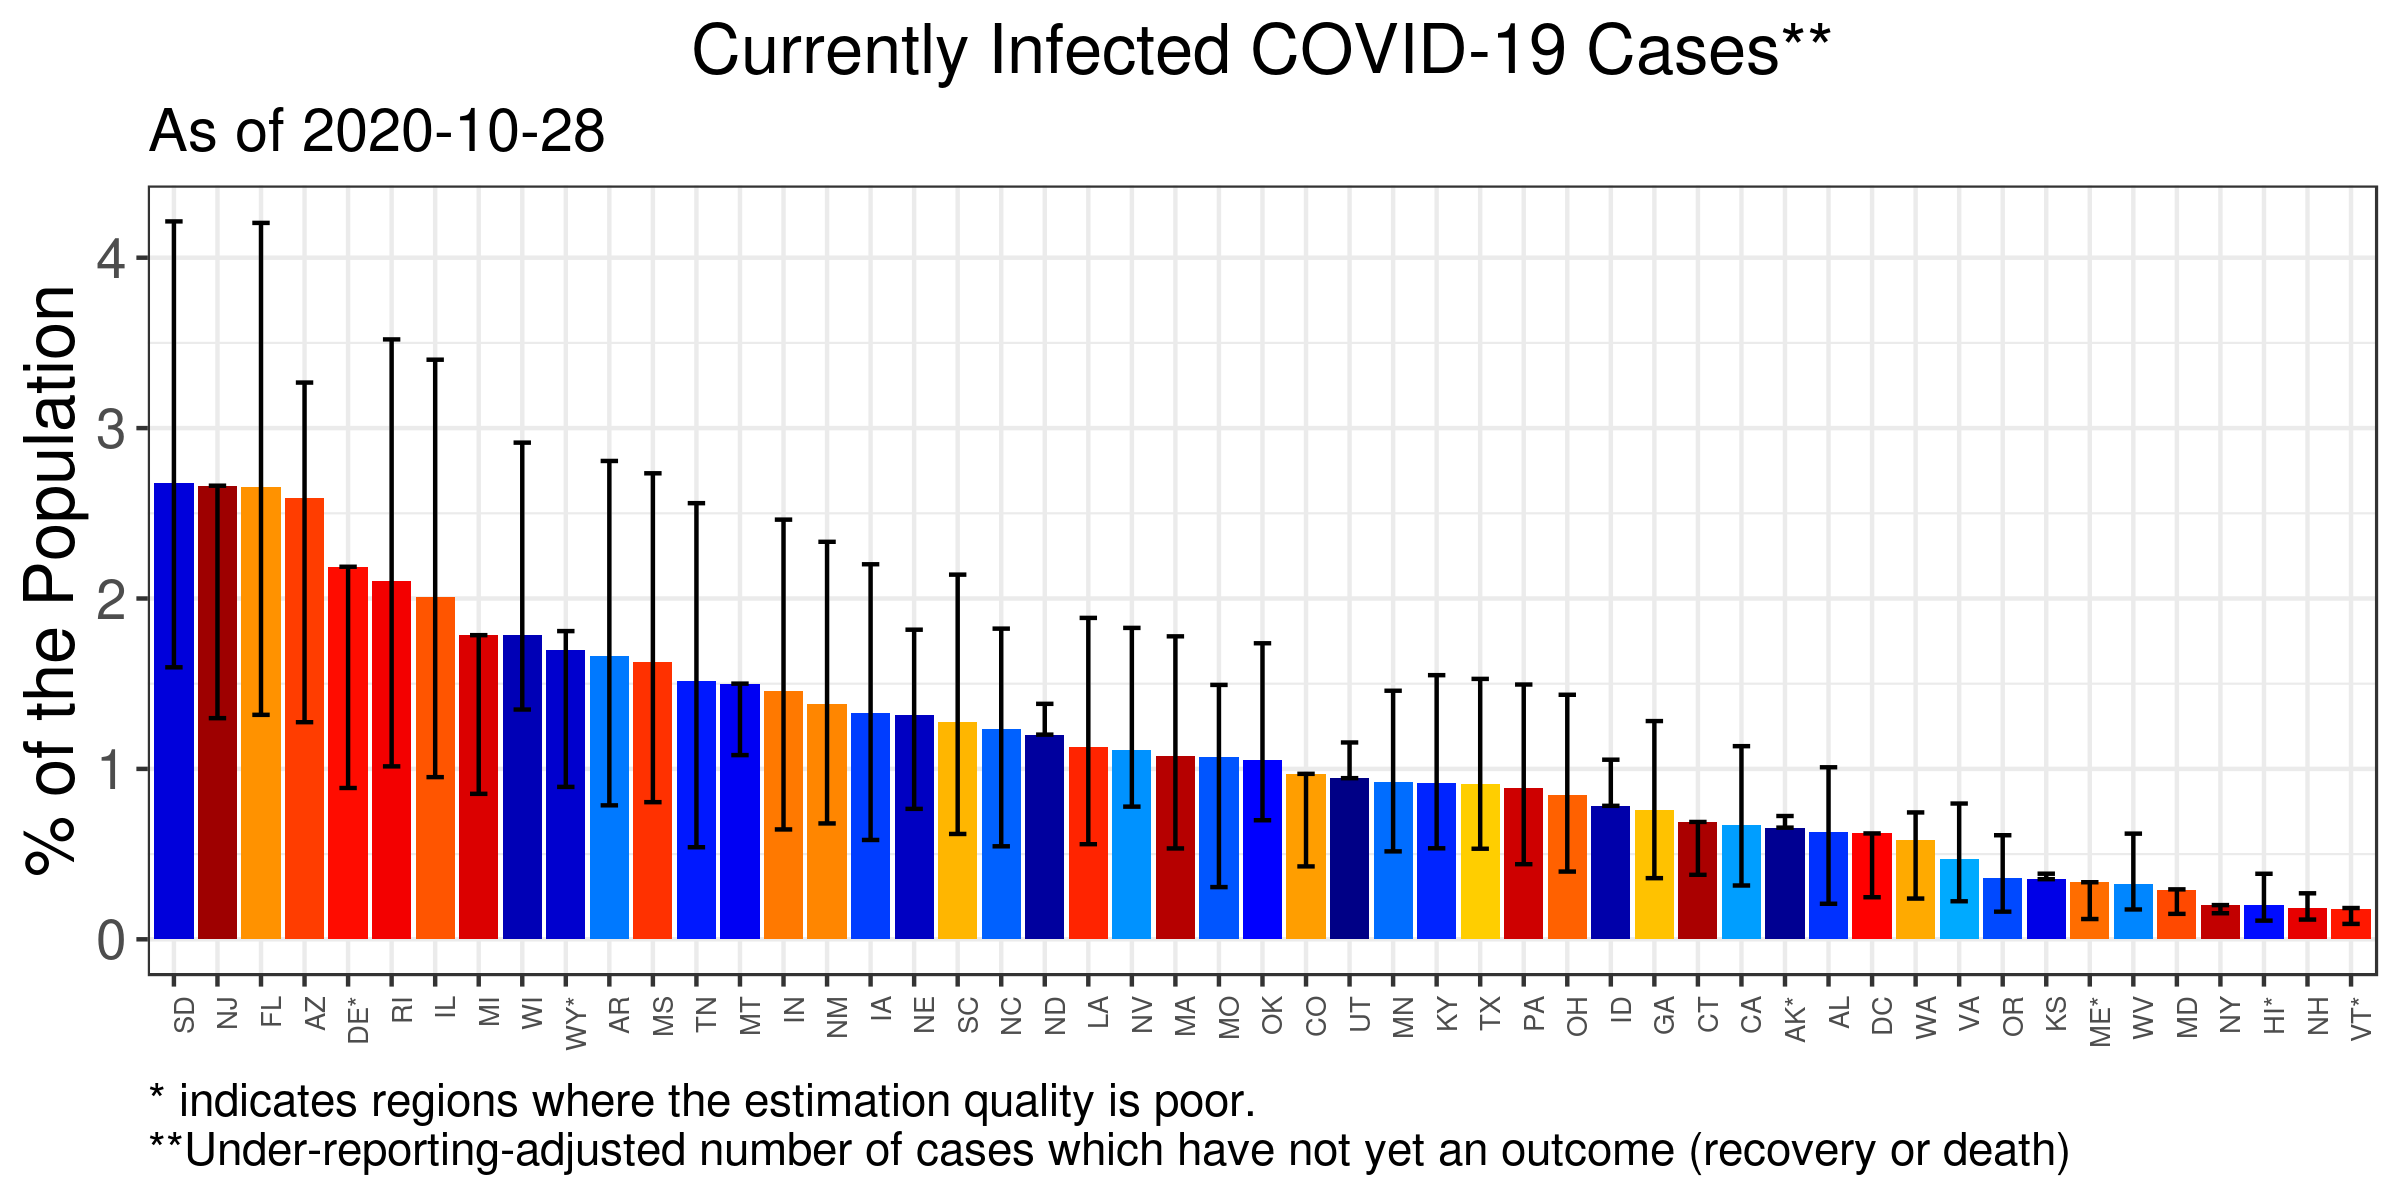 Currently Infected COVID-19 Cases**
As of 2020-10-28
% of the Population
4
3
2
1
0
SD NJ FL AZ DE* RI IL MI WI WY* AR MS TN MT IN NM IA NE SC NC ND LA NV MA MO OK CO UT MN KY TX PA OH ID GA CT CA AK* AL DC WA VA OR KS ME* WV MD NY HI* NH VT*
* indicates regions where the estimation quality is poor.
**Under-reporting-adjusted number of cases which have not yet an outcome (recovery or death)